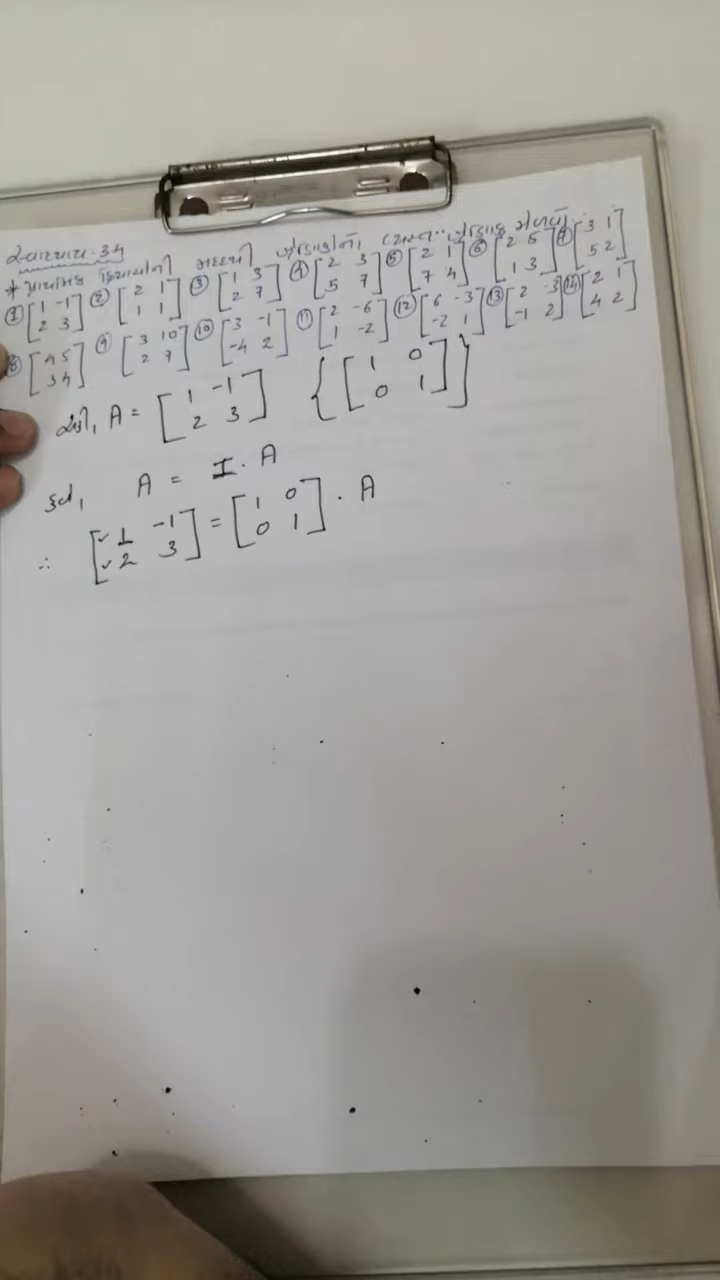 સ્વાધ્યાય-3.4
* પ્રાથમિક ક્રિયાઓની મદદથી શ્રેણિકોના વ્યસ્ત શ્રેણિક મેળવો.
① [1 -1 ② [2 1 ③ [1 3 ④ [2 3 ⑤ [2 1 ⑥ [2 5 ⑦ [3 1
2 3] 1 1] 2 7] 5 7] 7 4] 1 3] 5 2]
⑧ [4 5 ⑨ [3 10 ⑩ [3 -1 ⑪ [2 -6 ⑫ [6 -3 ⑬ [2 -3 ⑭ [2 1
3 4] 2 7] -4 2] 1 -2] -2 1] -1 2] 4 2]
અહીં, A = [1 -1 {[1 0
2 3] 0 1]}
હવે, A = I . A
∴ [✓1 -1 = [1 0 . A
✓2 3] 0 1]